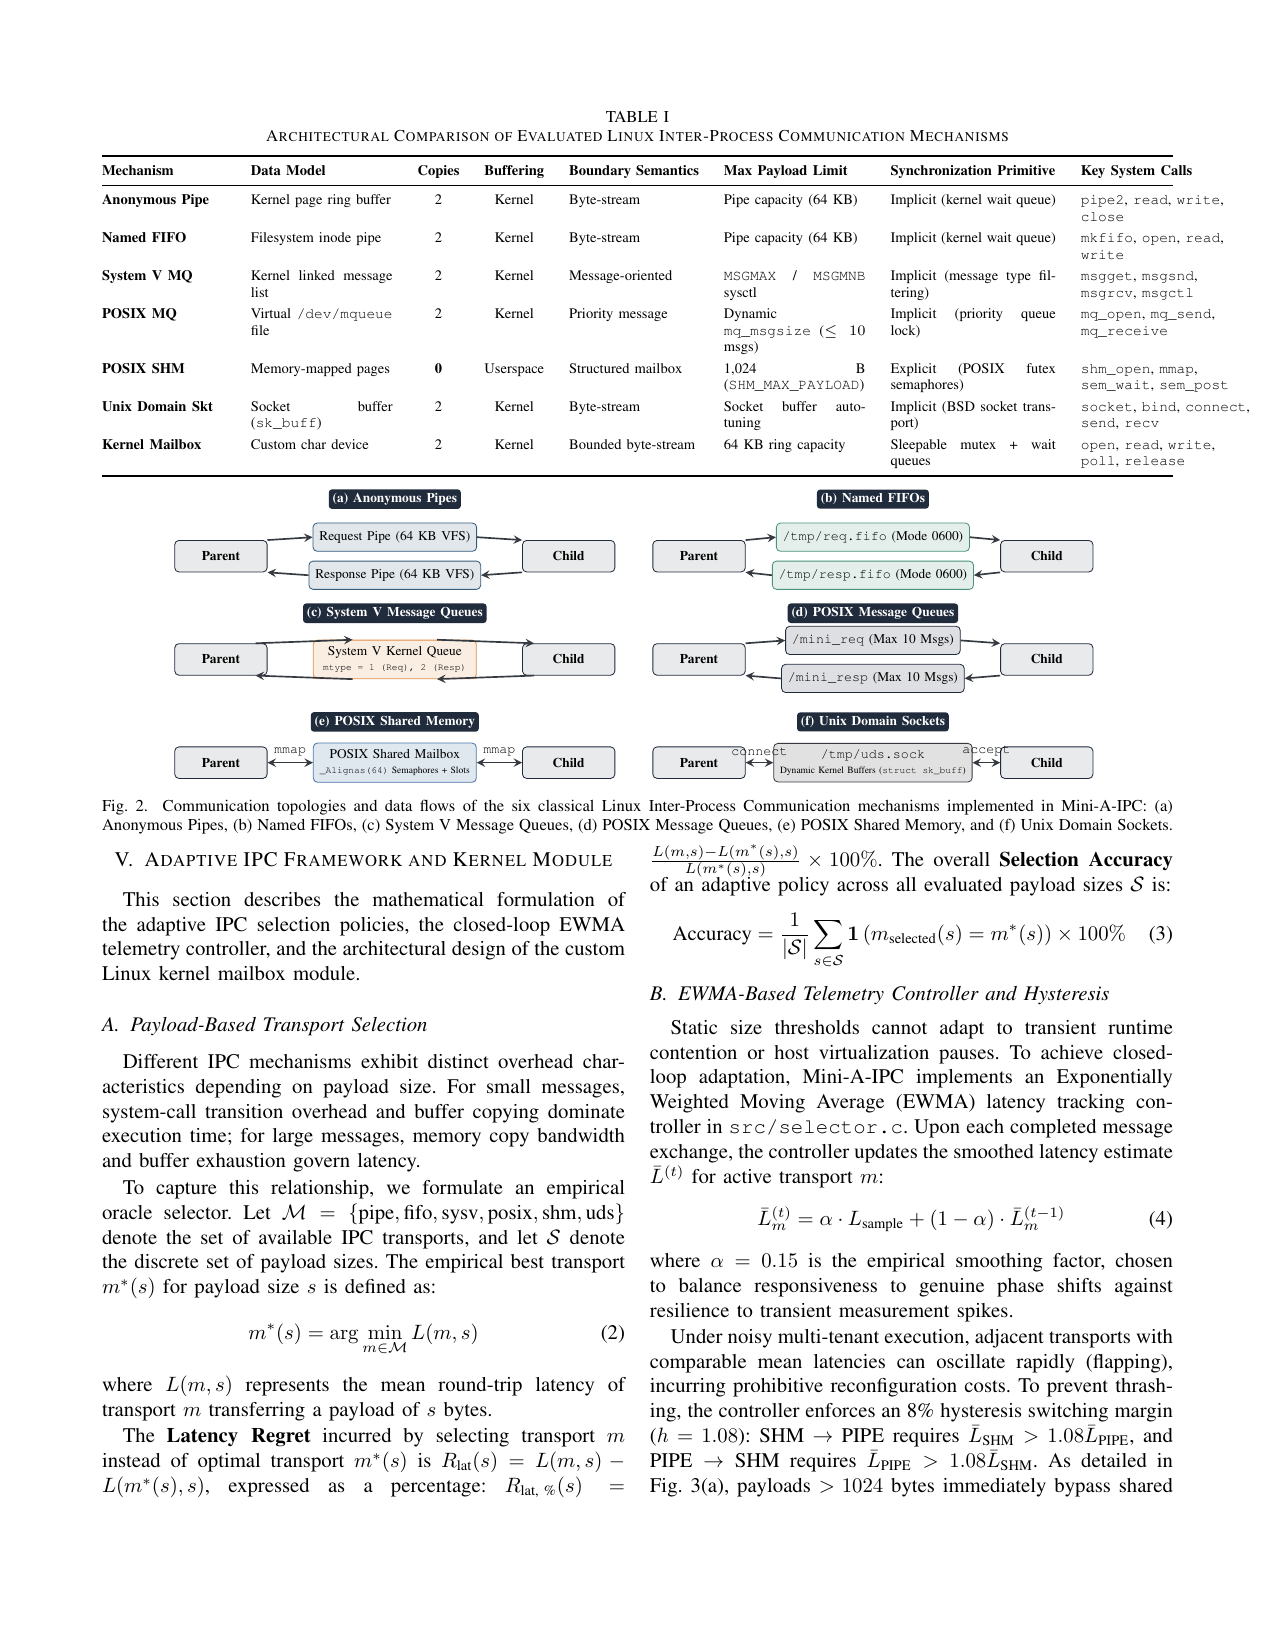 TABLE I
ARCHITECTURAL COMPARISON OF EVALUATED LINUX INTER-PROCESS COMMUNICATION MECHANISMS
Mechanism Data Model Copies Buffering Boundary Semantics Max Payload Limit Synchronization Primitive Key System Calls
Anonymous Pipe Kernel page ring buffer 2 Kernel Byte-stream Pipe capacity (64 KB) Implicit (kernel wait queue) pipe2, read, write,
close
Named FIFO Filesystem inode pipe 2 Kernel Byte-stream Pipe capacity (64 KB) Implicit (kernel wait queue) mkfifo, open, read,
write
System V MQ Kernel linked message 2 Kernel Message-oriented MSGMAX / MSGMNB Implicit (message type fil- msgget, msgsnd,
list sysctl tering) msgrcv, msgctl
POSIX MQ Virtual /dev/mqueue 2 Kernel Priority message Dynamic Implicit (priority queue mq_open, mq_send,
file mq_msgsize (≤ 10 lock) mq_receive
msgs)
POSIX SHM Memory-mapped pages 0 Userspace Structured mailbox 1,024 B Explicit (POSIX futex shm_open, mmap,
(SHM_MAX_PAYLOAD) semaphores) sem_wait, sem_post
Unix Domain Skt Socket buffer 2 Kernel Byte-stream Socket buffer auto- Implicit (BSD socket trans- socket, bind, connect,
(sk_buff) tuning port) send, recv
Kernel Mailbox Custom char device 2 Kernel Bounded byte-stream 64 KB ring capacity Sleepable mutex + wait open, read, write,
queues poll, release
(a) Anonymous Pipes
Request Pipe (64 KB VFS)
Parent Child
Response Pipe (64 KB VFS)
(b) Named FIFOs
/tmp/req.fifo (Mode 0600)
Parent Child
/tmp/resp.fifo (Mode 0600)
(c) System V Message Queues
System V Kernel Queue
Parent Child
mtype = 1 (Req), 2 (Resp)
(d) POSIX Message Queues
/mini_req (Max 10 Msgs)
Parent Child
/mini_resp (Max 10 Msgs)
(e) POSIX Shared Memory
mmap POSIX Shared Mailbox mmap
Parent Child
_Alignas(64) Semaphores + Slots
(f) Unix Domain Sockets
connect /tmp/uds.sock accept
Parent Child
Dynamic Kernel Buffers (struct sk_buff)
Fig. 2. Communication topologies and data flows of the six classical Linux Inter-Process Communication mechanisms implemented in Mini-A-IPC: (a)
Anonymous Pipes, (b) Named FIFOs, (c) System V Message Queues, (d) POSIX Message Queues, (e) POSIX Shared Memory, and (f) Unix Domain Sockets.
V. ADAPTIVE IPC FRAMEWORK AND KERNEL MODULE
This section describes the mathematical formulation of
the adaptive IPC selection policies, the closed-loop EWMA
telemetry controller, and the architectural design of the custom
Linux kernel mailbox module.
A. Payload-Based Transport Selection
Different IPC mechanisms exhibit distinct overhead char-
acteristics depending on payload size. For small messages,
system-call transition overhead and buffer copying dominate
execution time; for large messages, memory copy bandwidth
and buffer exhaustion govern latency.
To capture this relationship, we formulate an empirical
oracle selector. Let ℳ = {pipe, fifo, sysv, posix, shm, uds}
denote the set of available IPC transports, and let 𝒮 denote
the discrete set of payload sizes. The empirical best transport
m*(s) for payload size s is defined as:
m*(s) = arg min_{m∈ℳ} L(m, s) (2)
where L(m, s) represents the mean round-trip latency of
transport m transferring a payload of s bytes.
The Latency Regret incurred by selecting transport m
instead of optimal transport m*(s) is R_lat(s) = L(m, s) −
L(m*(s), s), expressed as a percentage: R_{lat, %}(s) =
(L(m,s)−L(m*(s),s))/(L(m*(s),s)) × 100%. The overall Selection Accuracy
of an adaptive policy across all evaluated payload sizes 𝒮 is:
Accuracy = 1/|𝒮| ∑_{s∈𝒮} 1 (m_selected(s) = m*(s)) × 100% (3)
B. EWMA-Based Telemetry Controller and Hysteresis
Static size thresholds cannot adapt to transient runtime
contention or host virtualization pauses. To achieve closed-
loop adaptation, Mini-A-IPC implements an Exponentially
Weighted Moving Average (EWMA) latency tracking con-
troller in src/selector.c. Upon each completed message
exchange, the controller updates the smoothed latency estimate
L̄^(t) for active transport m:
L̄_m^(t) = α · L_sample + (1 − α) · L̄_m^(t−1) (4)
where α = 0.15 is the empirical smoothing factor, chosen
to balance responsiveness to genuine phase shifts against
resilience to transient measurement spikes.
Under noisy multi-tenant execution, adjacent transports with
comparable mean latencies can oscillate rapidly (flapping),
incurring prohibitive reconfiguration costs. To prevent thrash-
ing, the controller enforces an 8% hysteresis switching margin
(h = 1.08): SHM → PIPE requires L̄_SHM > 1.08L̄_PIPE, and
PIPE → SHM requires L̄_PIPE > 1.08L̄_SHM. As detailed in
Fig. 3(a), payloads > 1024 bytes immediately bypass shared